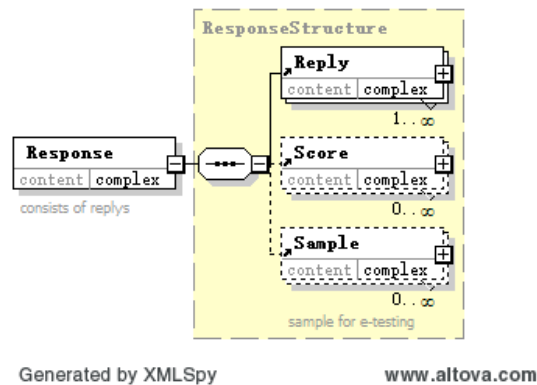 ResponseStructure
Reply
content complex
1..∞
Response
content complex
consists of replys
Score
content complex
0..∞
Sample
content complex
0..∞
sample for e-testing
Generated by XMLSpy www.altova.com